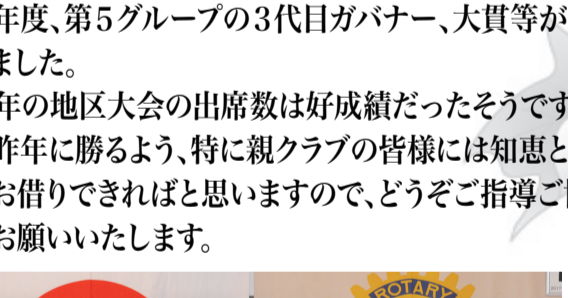 年度、第5グループの3代目ガバナー、大貫等が
ました。
年の地区大会の出席数は好成績だったそうです
昨年に勝るよう、特に親クラブの皆様には知恵と
お借りできればと思いますので、どうぞご指導ご
お願いいたします。
ROTARY